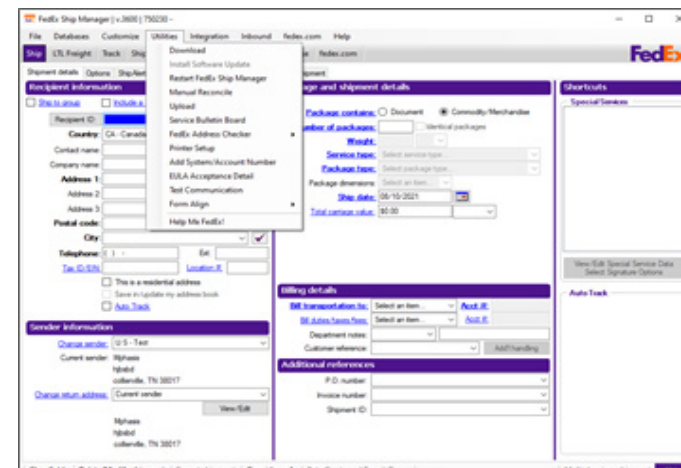 FedEx Ship Manager | v.3600 | 750230 -
File Databases Customize Utilities Integration Inbound fedex.com Help
Ship LTL Freight Track Ship fedex.com
FedEx
Shipment details Options ShipAlert
Download
Install Software Update
Restart FedEx Ship Manager
Manual Reconcile
Upload
Service Bulletin Board
FedEx Address Checker
Printer Setup
Add System/Account Number
EULA Acceptance Detail
Test Communication
Form Align
Help Me FedEx!
Recipient information
Ship to group Include a
Recipient ID:
Country: CA - Canada
Contact name:
Company name:
Address 1:
Address 2:
Address 3:
Postal code:
City:
Telephone: ( ) - Ext:
Tax ID/EIN: Location #:
This is a residential address
Save in/update my address book
Auto Track
Sender information
Change sender: U S - Test
Current sender: Mphasis
hjbsbd
collierville, TN 38017
Change return address: Current sender
View/Edit
Mphasis
hjbsbd
collierville, TN 38017
age and shipment details
Package contains: Document Commodity/Merchandise
umber of packages: Identical packages
Weight:
Service type: Select service type...
Package type: Select package type...
Package dimensions: Select an item...
Ship date: 06/10/2021
Total carriage value: $0.00
Billing details
Bill transportation to: Select an item... Acct #:
Bill duties/taxes/fees: Select an item... Acct #:
Department notes:
Customer reference: Add'l handling
Additional references
P.O. number:
Invoice number:
Shipment ID:
Shortcuts
Special Services
View/Edit Special Service Data
Select Signature Options
Auto Track